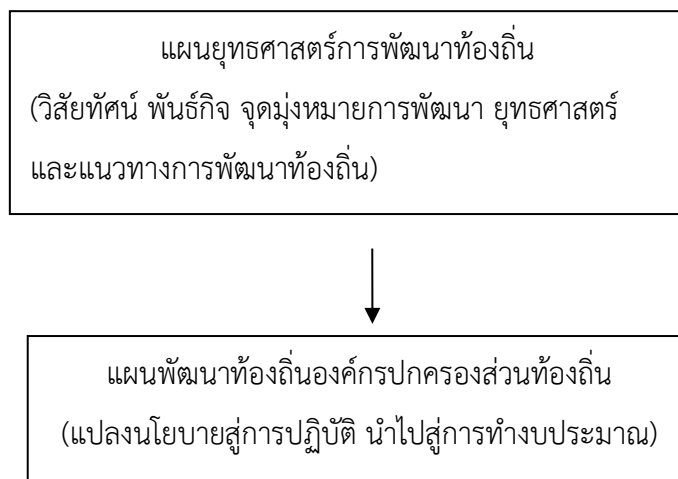 แผนยุทธศาสตร์การพัฒนาท้องถิ่น
(วิสัยทัศน์ พันธ์กิจ จุดมุ่งหมายการพัฒนา ยุทธศาสตร์
และแนวทางการพัฒนาท้องถิ่น)
แผนพัฒนาท้องถิ่นองค์กรปกครองส่วนท้องถิ่น
(แปลงนโยบายสู่การปฏิบัติ นำไปสู่การทำงบประมาณ)